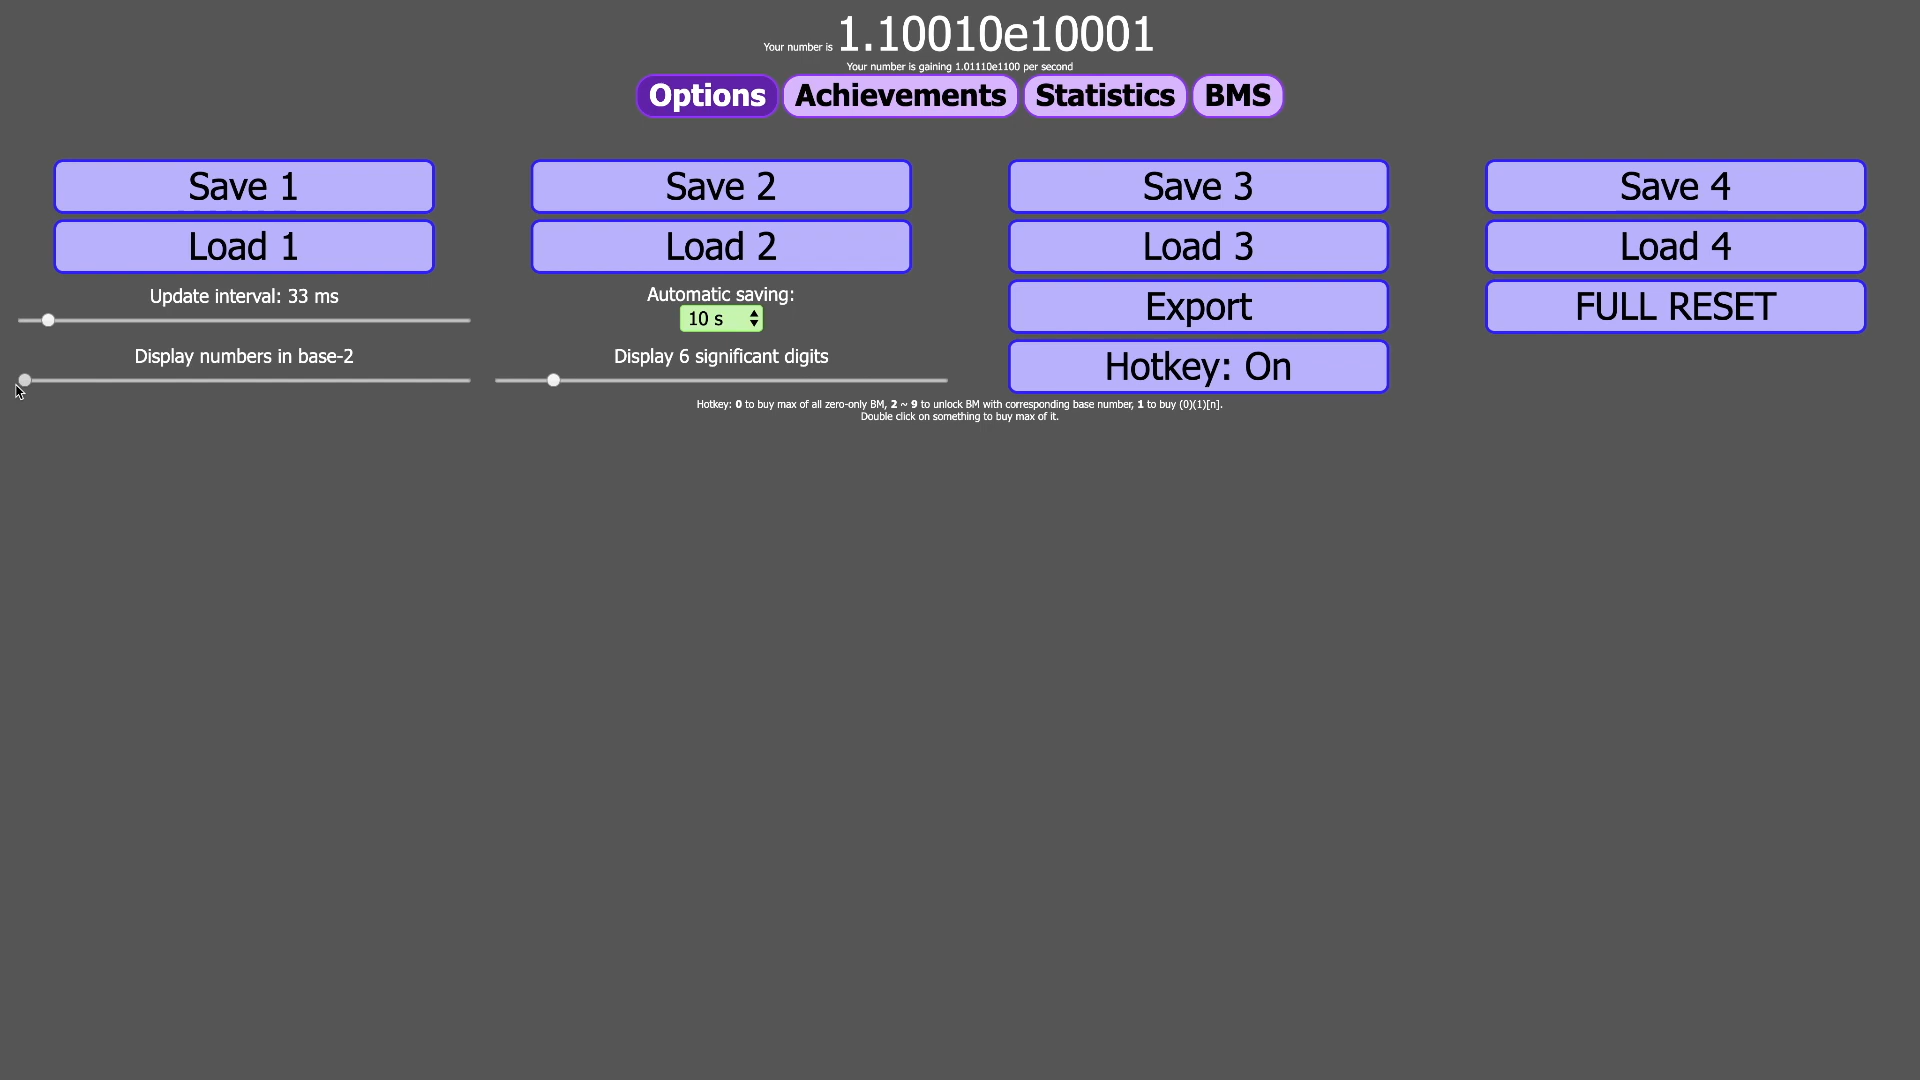 Your number is 1.10010e10001
Your number is gaining 1.01110e1100 per second
Options Achievements Statistics BMS
Save 1 Save 2 Save 3 Save 4
Load 1 Load 2 Load 3 Load 4
Update interval: 33 ms
Automatic saving:
10 s
Export
FULL RESET
Display numbers in base-2
Display 6 significant digits
Hotkey: On
Hotkey: 0 to buy max of all zero-only BM, 2 ~ 9 to unlock BM with corresponding base number, 1 to buy (0)(1)[n].
Double click on something to buy max of it.